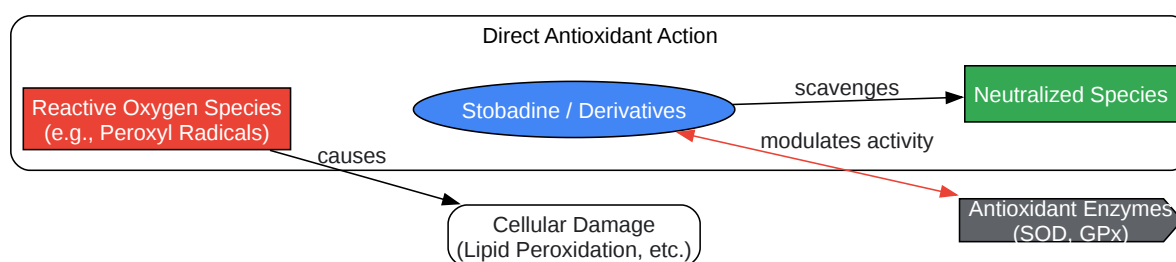 Direct Antioxidant Action
Reactive Oxygen Species
(e.g., Peroxyl Radicals)
Stobadine / Derivatives
scavenges
Neutralized Species
causes
modulates activity
Cellular Damage
(Lipid Peroxidation, etc.)
Antioxidant Enzymes
(SOD, GPx)